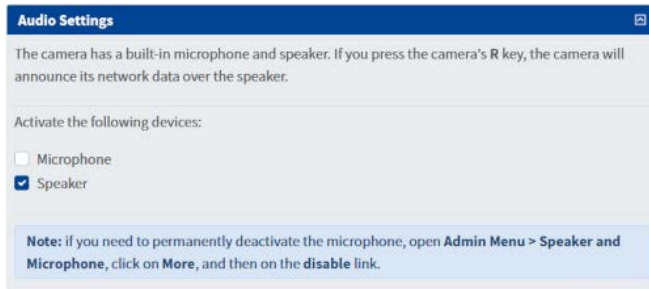 Audio Settings
The camera has a built-in microphone and speaker. If you press the camera's R key, the camera will
announce its network data over the speaker.
Activate the following devices:
Microphone
Speaker
Note: if you need to permanently deactivate the microphone, open Admin Menu > Speaker and
Microphone, click on More, and then on the disable link.